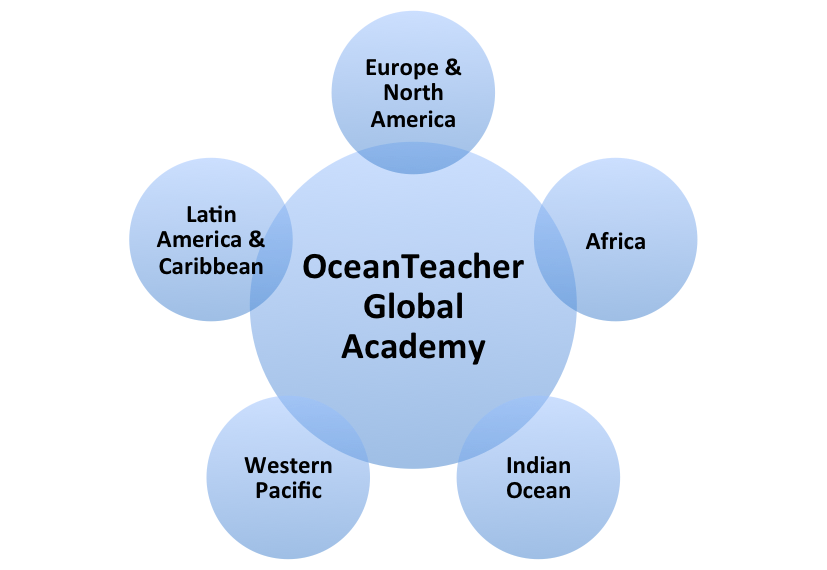 Europe &
North
America
Latin
America &
Caribbean
Africa
OceanTeacher
Global
Academy
Western
Pacific
Indian
Ocean